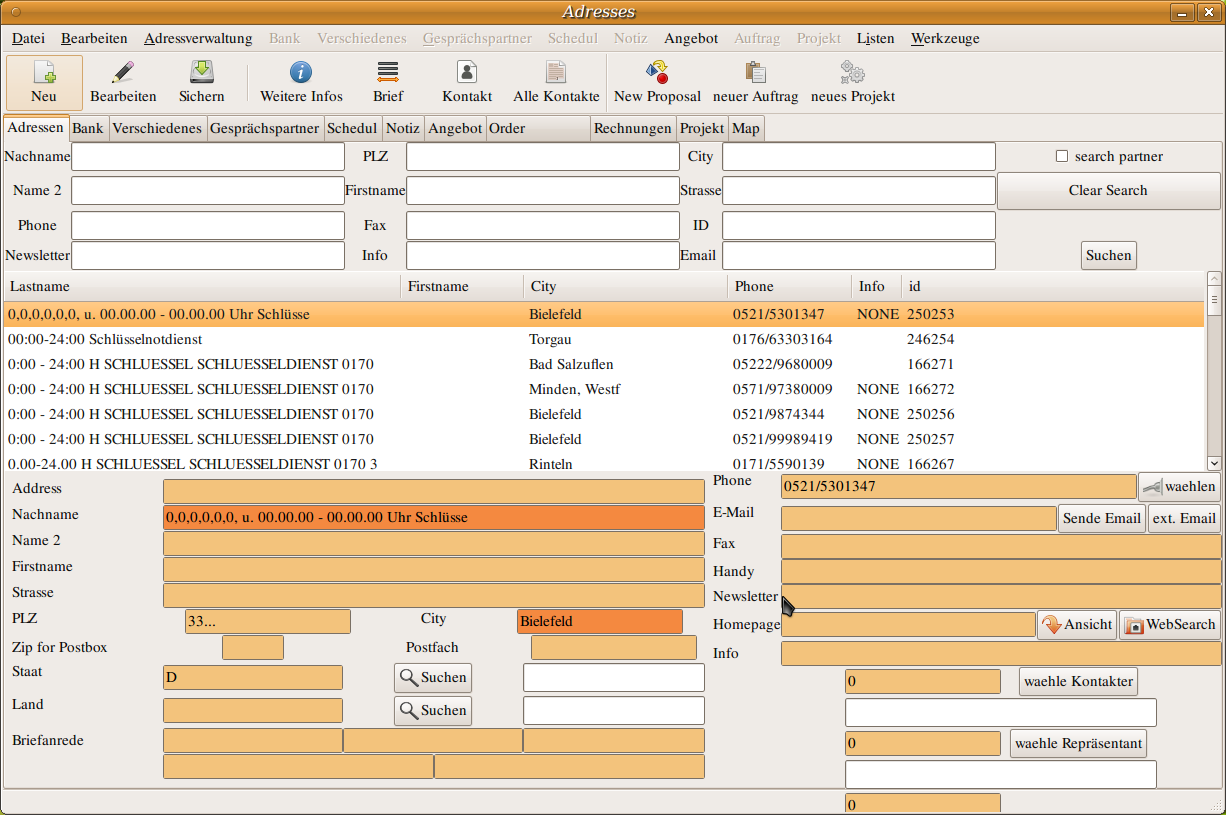 Adresses
Datei Bearbeiten Adressverwaltung Bank Verschiedenes Gesprächspartner Schedul Notiz Angebot Auftrag Projekt Listen Werkzeuge
Neu Bearbeiten Sichern Weitere Infos Brief Kontakt Alle Kontakte New Proposal neuer Auftrag neues Projekt
Adressen Bank Verschiedenes Gesprächspartner Schedul Notiz Angebot Order Rechnungen Projekt Map
Nachname PLZ City search partner
Name 2 Firstname Strasse Clear Search
Phone Fax ID
Newsletter Info Email Suchen
Lastname Firstname City Phone Info id
0,0,0,0,0,0, u. 00.00.00 - 00.00.00 Uhr Schlüsse Bielefeld 0521/5301347 NONE 250253
00:00-24:00 Schlüsselnotdienst Torgau 0176/63303164 246254
0:00 - 24:00 H SCHLUESSEL SCHLUESSELDIENST 0170 Bad Salzuflen 05222/9680009 166271
0:00 - 24:00 H SCHLUESSEL SCHLUESSELDIENST 0170 Minden, Westf 0571/97380009 NONE 166272
0:00 - 24:00 H SCHLUESSEL SCHLUESSELDIENST 0170 Bielefeld 0521/9874344 NONE 250256
0:00 - 24:00 H SCHLUESSEL SCHLUESSELDIENST 0170 Bielefeld 0521/99989419 NONE 250257
0.00-24.00 H SCHLUESSEL SCHLUESSELDIENST 0170 3 Rinteln 0171/5590139 NONE 166267
Address
Nachname 0,0,0,0,0,0, u. 00.00.00 - 00.00.00 Uhr Schlüsse
Name 2
Firstname
Strasse
PLZ 33... City Bielefeld
Zip for Postbox Postfach
Staat D Suchen
Land Suchen
Briefanrede
Phone 0521/5301347 waehlen
E-Mail Sende Email ext. Email
Fax
Handy
Newsletter
Homepage Ansicht WebSearch
Info
0 waehle Kontakter
0 waehle Repräsentant
0